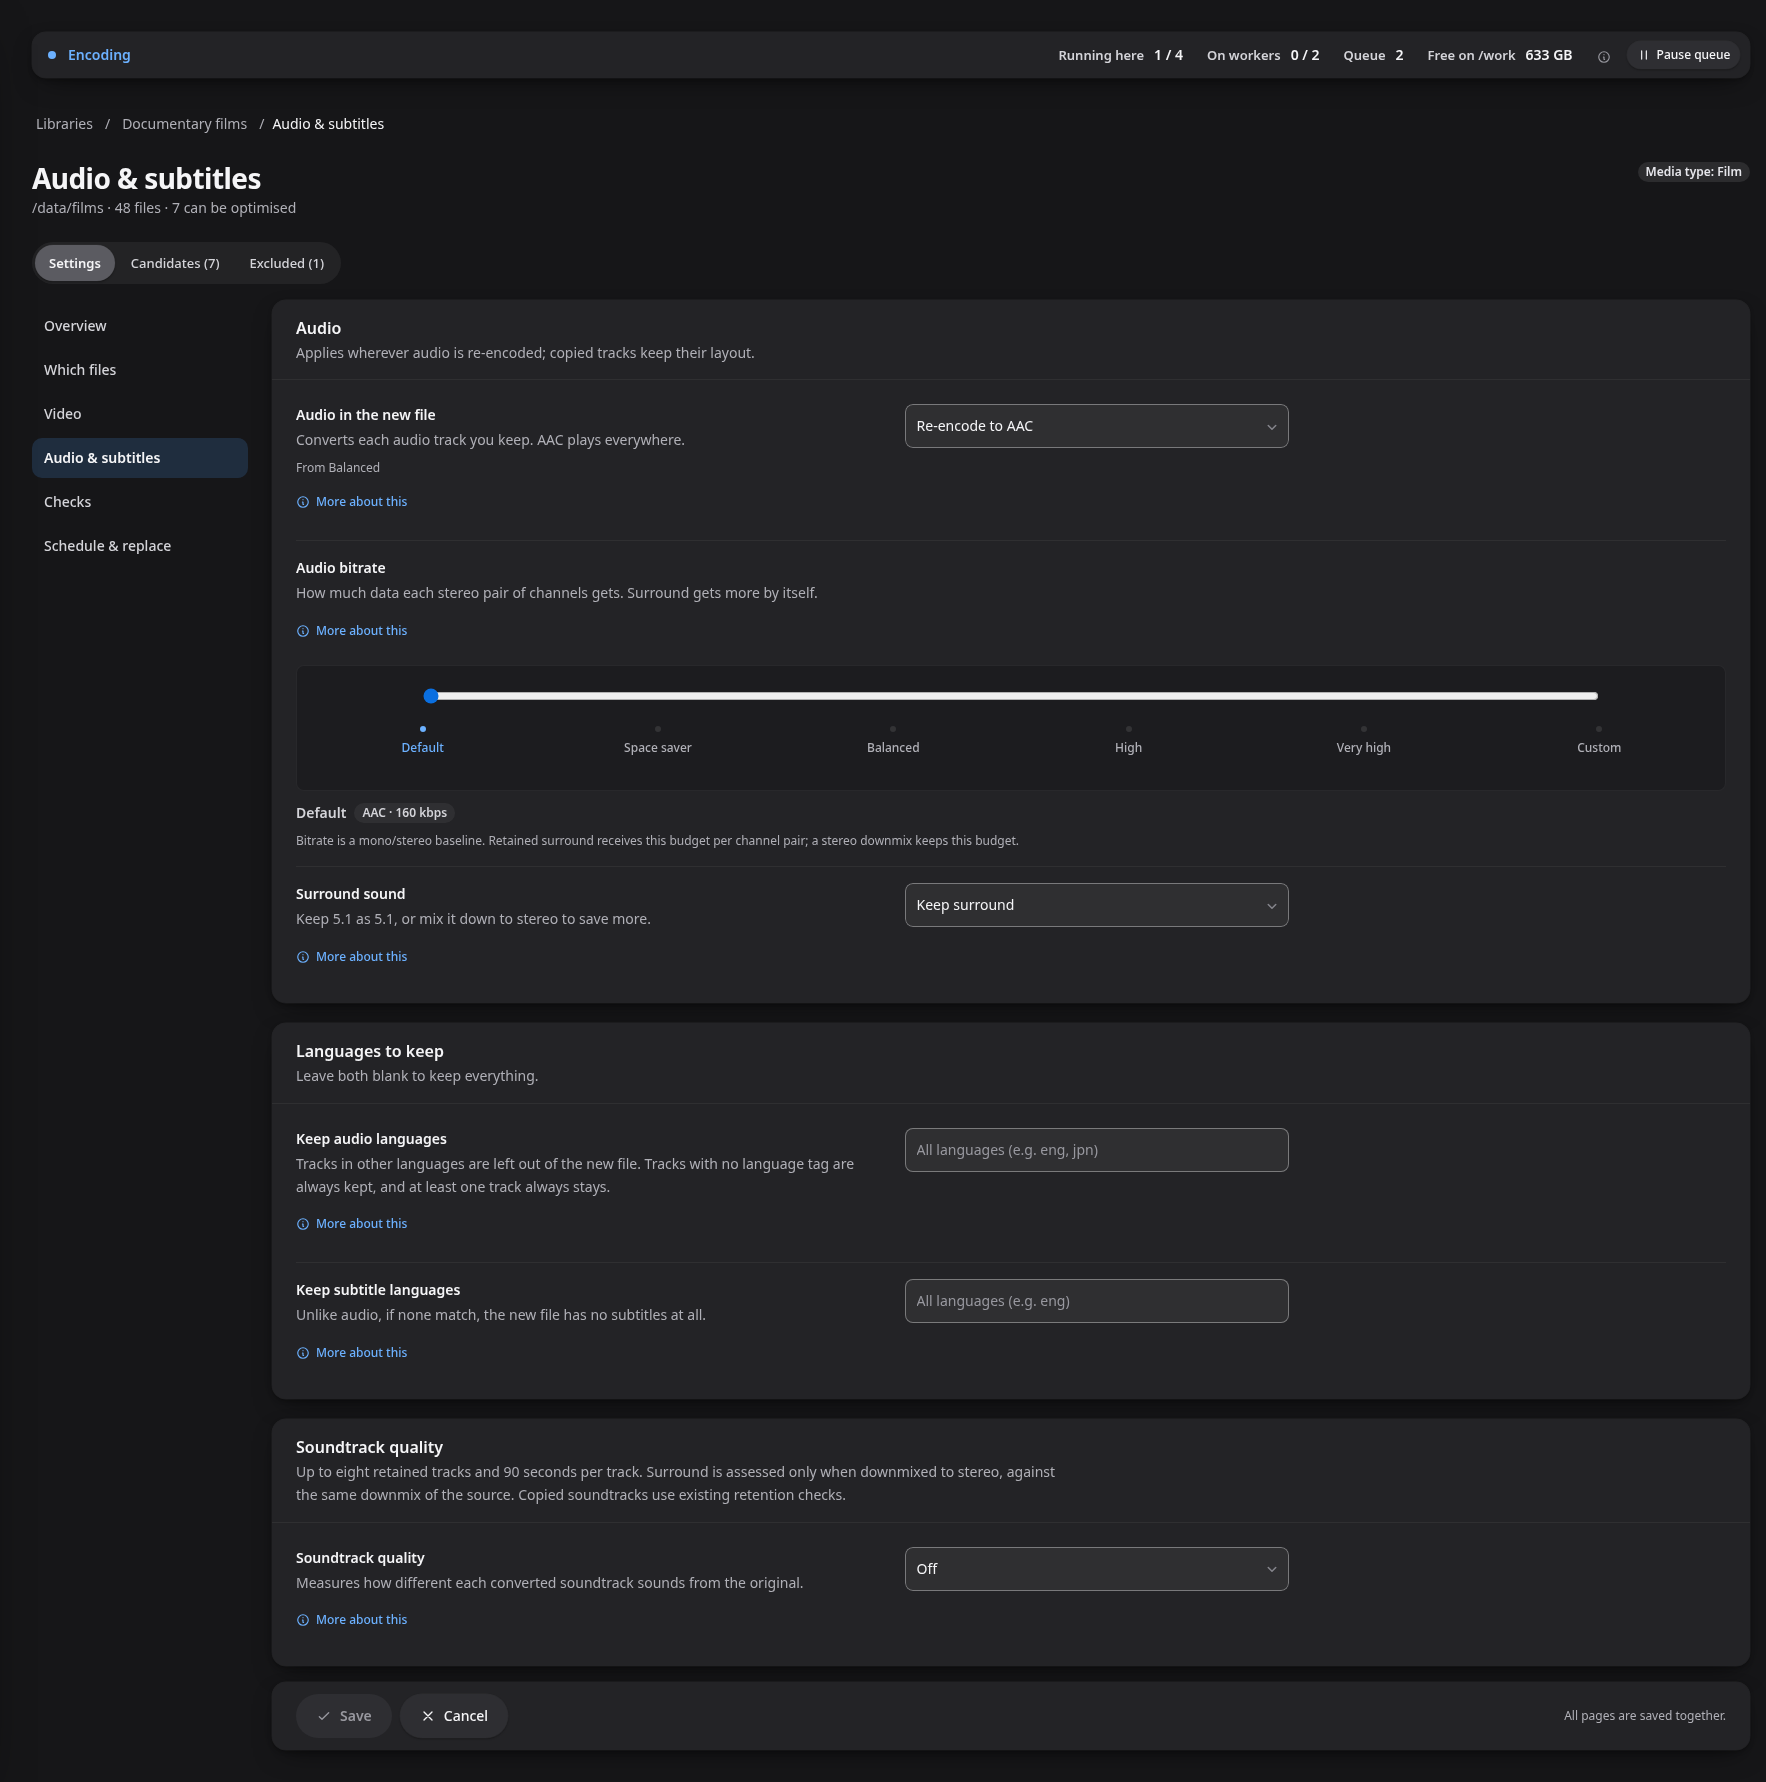 Encoding
Running here 1 / 4 On workers 0 / 2 Queue 2 Free on /work 633 GB Pause queue
Libraries / Documentary films / Audio & subtitles
Audio & subtitles
Media type: Film
/data/films · 48 files · 7 can be optimised
Settings Candidates (7) Excluded (1)
Overview
Which files
Video
Audio & subtitles
Checks
Schedule & replace
Audio
Applies wherever audio is re-encoded; copied tracks keep their layout.
Audio in the new file
Converts each audio track you keep. AAC plays everywhere.
From Balanced
More about this
Re-encode to AAC
Audio bitrate
How much data each stereo pair of channels gets. Surround gets more by itself.
More about this
Default Space saver Balanced High Very high Custom
Default AAC · 160 kbps
Bitrate is a mono/stereo baseline. Retained surround receives this budget per channel pair; a stereo downmix keeps this budget.
Surround sound
Keep 5.1 as 5.1, or mix it down to stereo to save more.
More about this
Keep surround
Languages to keep
Leave both blank to keep everything.
Keep audio languages
Tracks in other languages are left out of the new file. Tracks with no language tag are
always kept, and at least one track always stays.
More about this
All languages (e.g. eng, jpn)
Keep subtitle languages
Unlike audio, if none match, the new file has no subtitles at all.
More about this
All languages (e.g. eng)
Soundtrack quality
Up to eight retained tracks and 90 seconds per track. Surround is assessed only when downmixed to stereo, against
the same downmix of the source. Copied soundtracks use existing retention checks.
Soundtrack quality
Measures how different each converted soundtrack sounds from the original.
More about this
Off
Save Cancel
All pages are saved together.